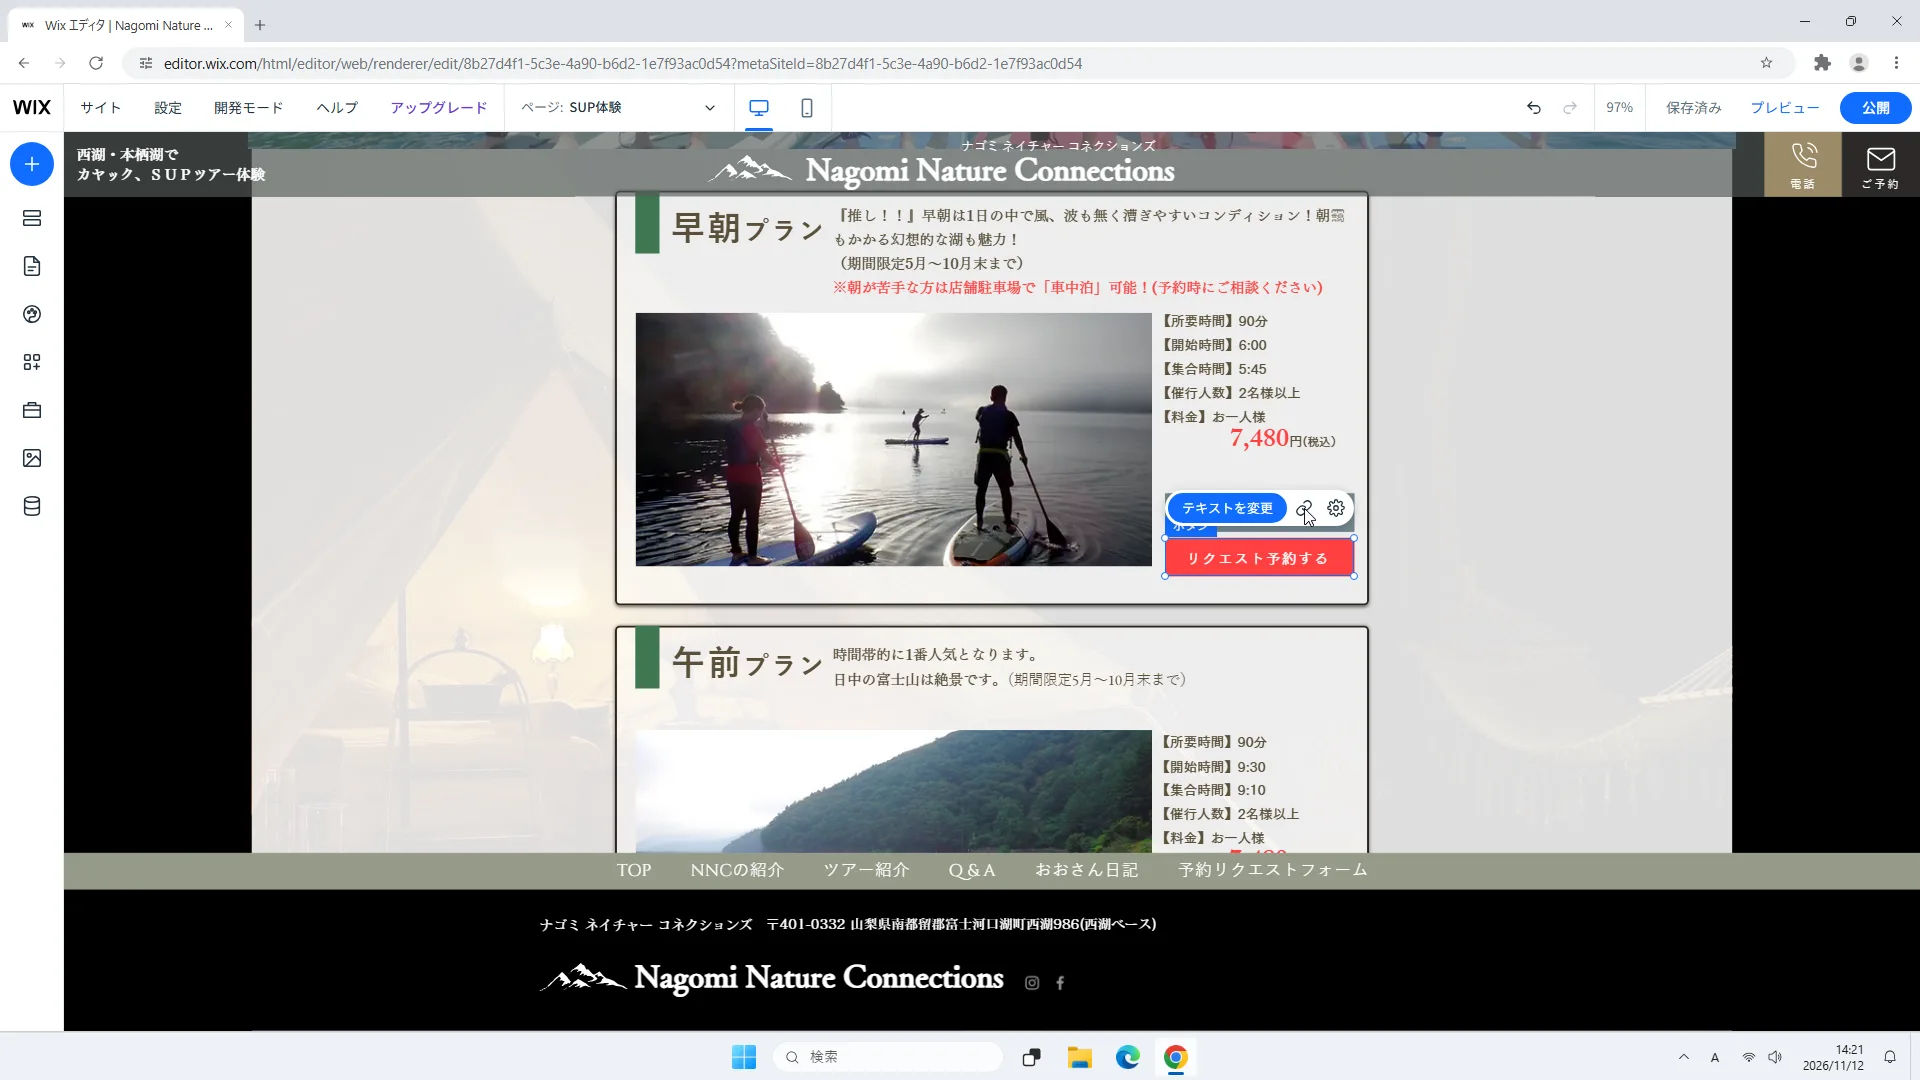 Wix エディタ | Nagomi Nature ...
editor.wix.com/html/editor/web/renderer/edit/8b27d4f1-5c3e-4a90-b6d2-1e7f93ac0d54?metaSiteId=8b27d4f1-5c3e-4a90-b6d2-1e7f93ac0d54
WIX サイト 設定 開発モード ヘルプ アップグレード ページ: SUP体験 97% 保存済み プレビュー 公開
西湖・本栖湖で
カヤック、ＳＵＰツアー体験
ナゴミ ネイチャー コネクションズ
Nagomi Nature Connections
電話
ご予約
早朝プラン
『推し！！』早朝は1日の中で風、波も無く漕ぎやすいコンディション！朝霧
もかかる幻想的な湖も魅力！
（期間限定5月〜10月末まで）
※朝が苦手な方は店舗駐車場で「車中泊」可能！(予約時にご相談ください)
【所要時間】90分
【開始時間】6:00
【集合時間】5:45
【催行人数】2名様以上
【料金】お一人様
7,480円(税込)
テキストを変更
ボタン
リクエスト予約する
午前プラン
時間帯的に1番人気となります。
日中の富士山は絶景です。（期間限定5月〜10月末まで）
【所要時間】90分
【開始時間】9:30
【集合時間】9:10
【催行人数】2名様以上
【料金】お一人様
TOP NNCの紹介 ツアー紹介 Q & A おおさん日記 予約リクエストフォーム
ナゴミ ネイチャー コネクションズ 〒401-0332 山梨県南都留郡富士河口湖町西湖986(西湖ベース)
Nagomi Nature Connections
検索
A
14:21
2026/11/12